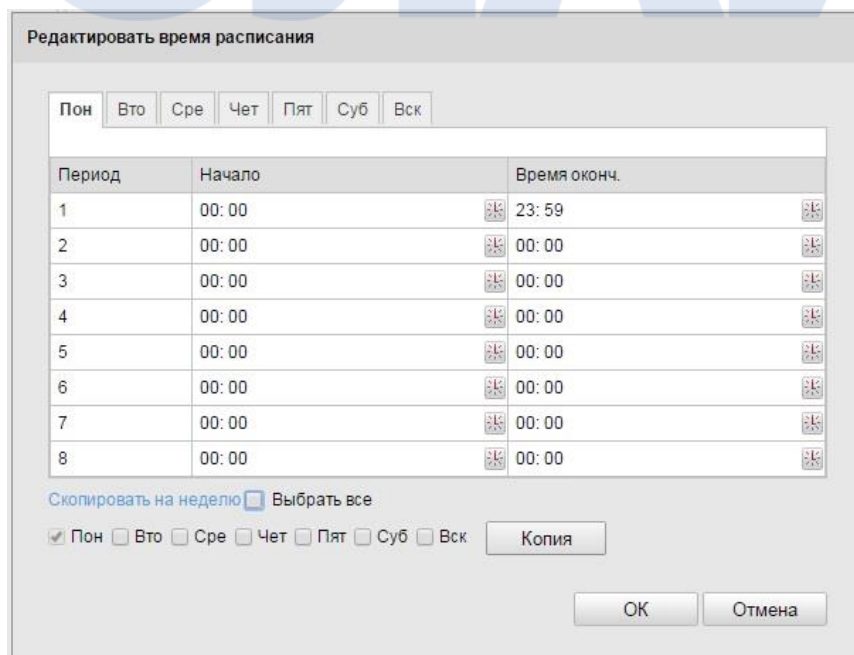 Редактировать время расписания
Пон Вто Сре Чет Пят Суб Вск
Период Начало Время оконч.
1 00: 00 23: 59
2 00: 00 00: 00
3 00: 00 00: 00
4 00: 00 00: 00
5 00: 00 00: 00
6 00: 00 00: 00
7 00: 00 00: 00
8 00: 00 00: 00
Скопировать на неделю Выбрать все
Пон Вто Сре Чет Пят Суб Вск Копия
ОК Отмена